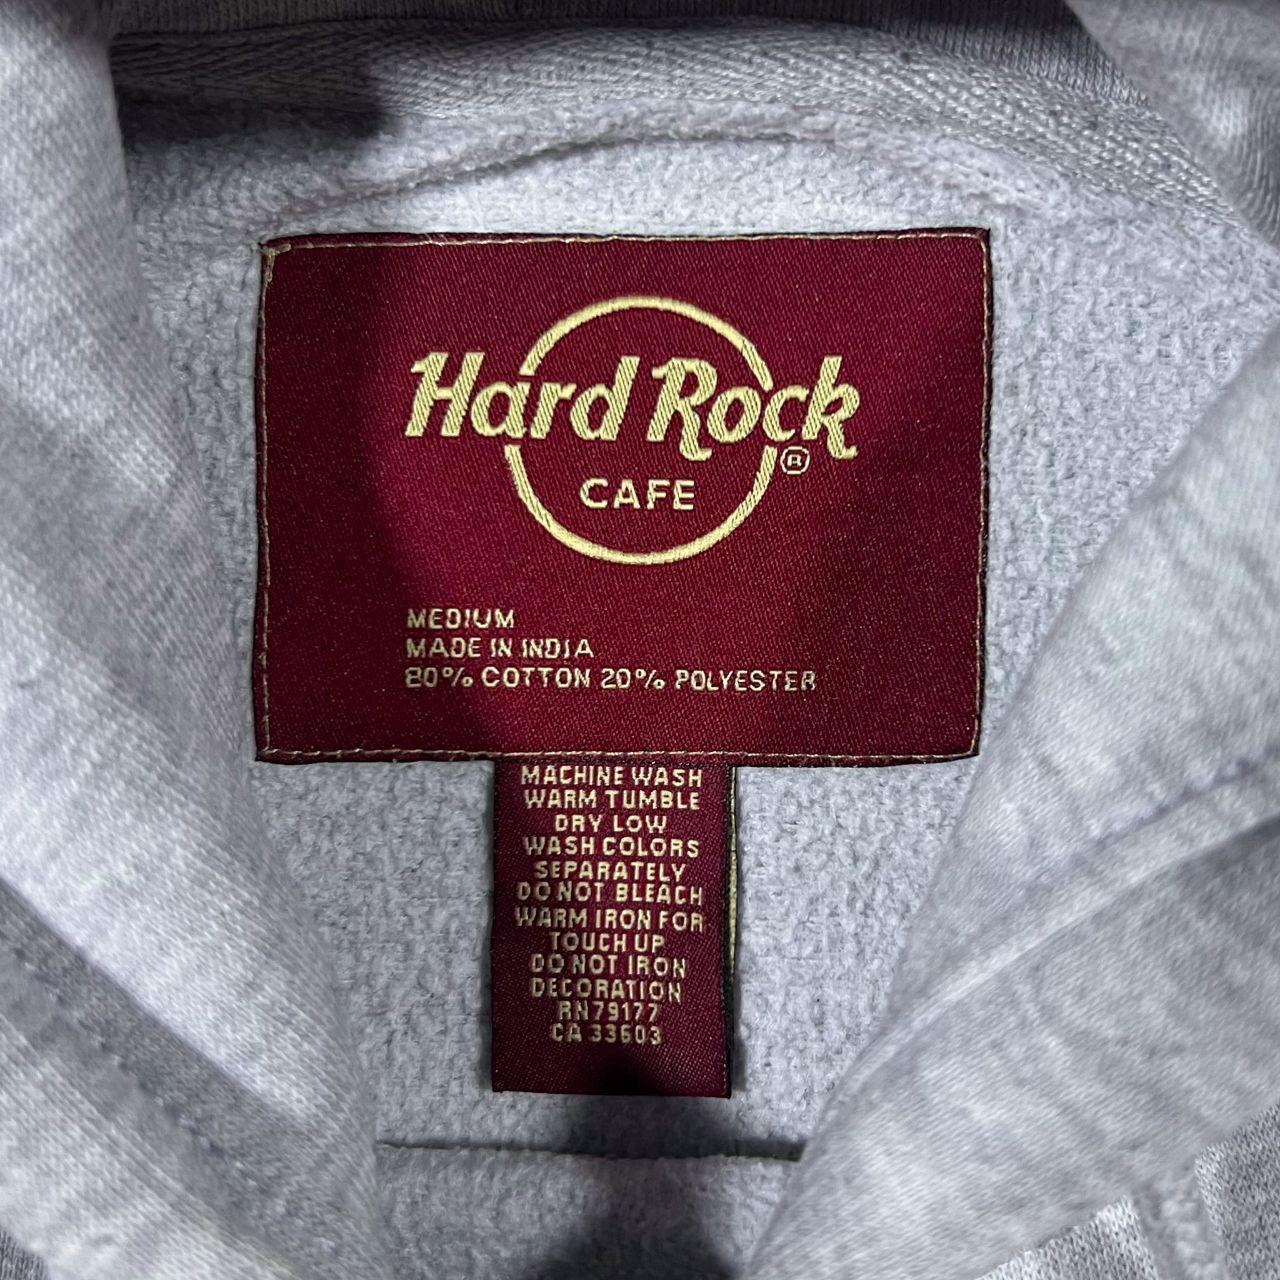 Hard Rock
®
CAFE
MEDIUM
MADE IN INDIA
80% COTTON 20% POLYESTER
MACHINE WASH
WARM TUMBLE
DRY LOW
WASH COLORS
SEPARATELY
DO NOT BLEACH
WARM IRON FOR
TOUCH UP
DO NOT IRON
DECORATION
RN79177
CA 33603